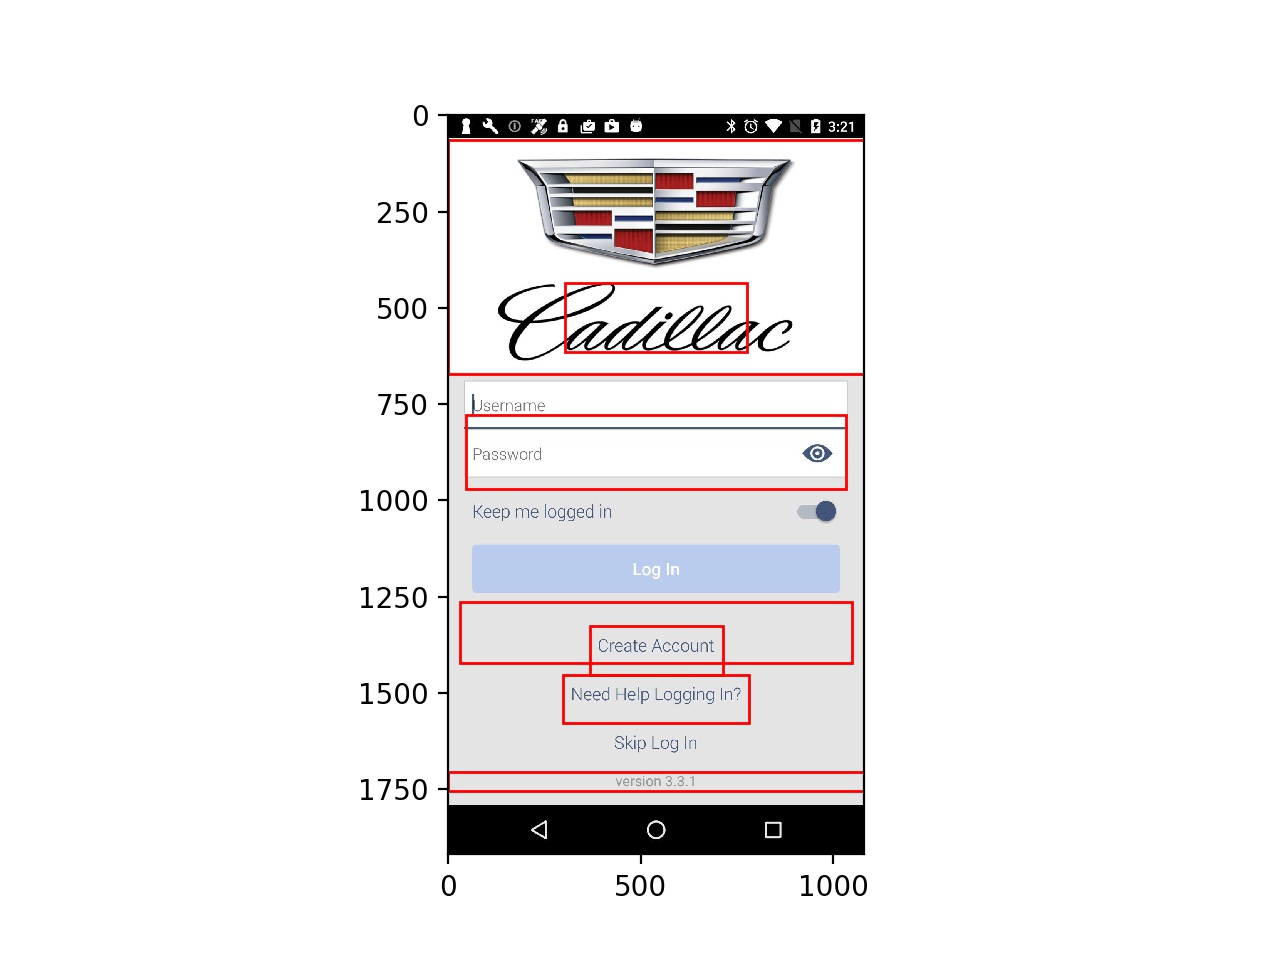 0
3:21
250
Cadillac
500
Username
750
Password
1000
Keep me logged in
Log In
1250
Create Account
1500
Need Help Logging In?
Skip Log In
version 3.3.1
1750
0 500 1000